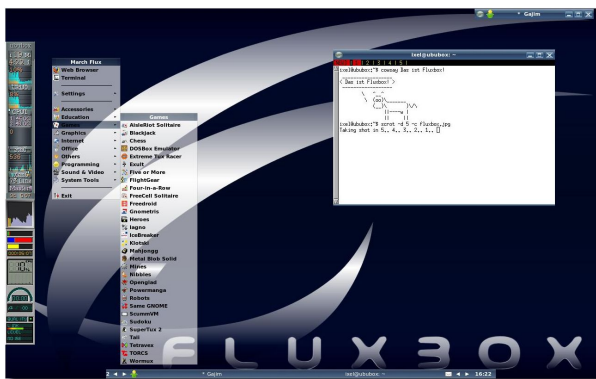 * Gajim
March Flux
Web Browser
Terminal
Settings
Accessories
Education
Games
Graphics
Internet
Office
Others
Programming
Sound & Video
System Tools
Exit
Games
AisleRiot Solitaire
Blackjack
Chess
DOSBox Emulator
Extreme Tux Racer
Exult
Five or More
FlightGear
Four-in-a-Row
FreeCell Solitaire
Freedroid
Gnometris
Heroes
Iagno
IceBreaker
Klotski
Mahjongg
Metal Blob Solid
Mines
Nibbles
Openglad
Powermanga
Robots
Same GNOME
ScummVM
Sudoku
SuperTux 2
Tali
Tetravex
TORCS
Wormux
ixel@ububox: ~
| 2 | 3 | 4 | 5 |
ixel@ububox:~$ cowsay Das ist Fluxbox!
< Das ist Fluxbox! >
ixel@ububox:~$ scrot -d 5 -c fluxbox.jpg
Taking shot in 5.. 4.. 3.. 2.. 1..
FLUXBOX
2
* Gajim
ixel@ububox: ~
16:22